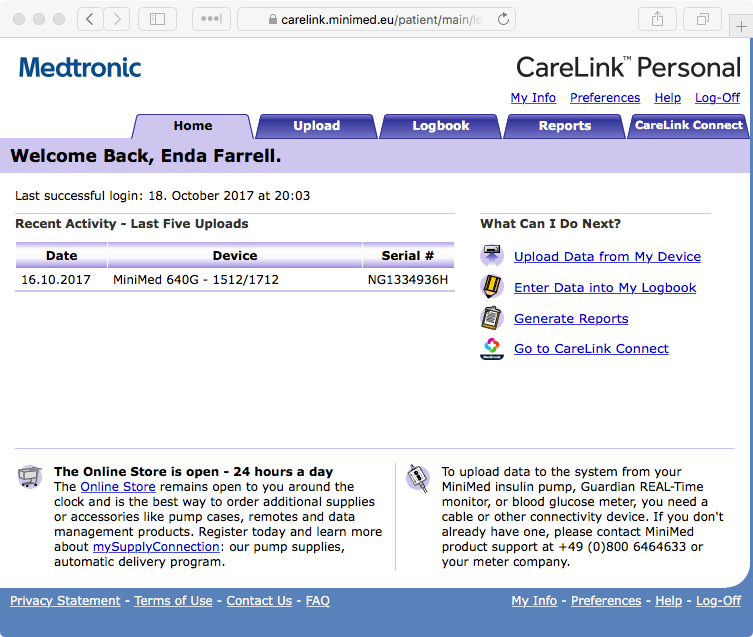 carelink.minimed.eu/patient/main/
Medtronic
CareLink™ Personal
My Info Preferences Help Log-Off
Home Upload Logbook Reports CareLink Connect
Welcome Back, Enda Farrell.
Last successful login: 18. October 2017 at 20:03
Recent Activity - Last Five Uploads
Date Device Serial #
16.10.2017 MiniMed 640G - 1512/1712 NG1334936H
What Can I Do Next?
Upload Data from My Device
Enter Data into My Logbook
Generate Reports
Go to CareLink Connect
The Online Store is open - 24 hours a day
The Online Store remains open to you around the
clock and is the best way to order additional supplies
or accessories like pump cases, remotes and data
management products. Register today and learn more
about mySupplyConnection: our pump supplies,
automatic delivery program.
To upload data to the system from your
MiniMed insulin pump, Guardian REAL-Time
monitor, or blood glucose meter, you need a
cable or other connectivity device. If you don't
already have one, please contact MiniMed
product support at +49 (0)800 6464633 or
your meter company.
Privacy Statement - Terms of Use - Contact Us - FAQ
My Info - Preferences - Help - Log-Off